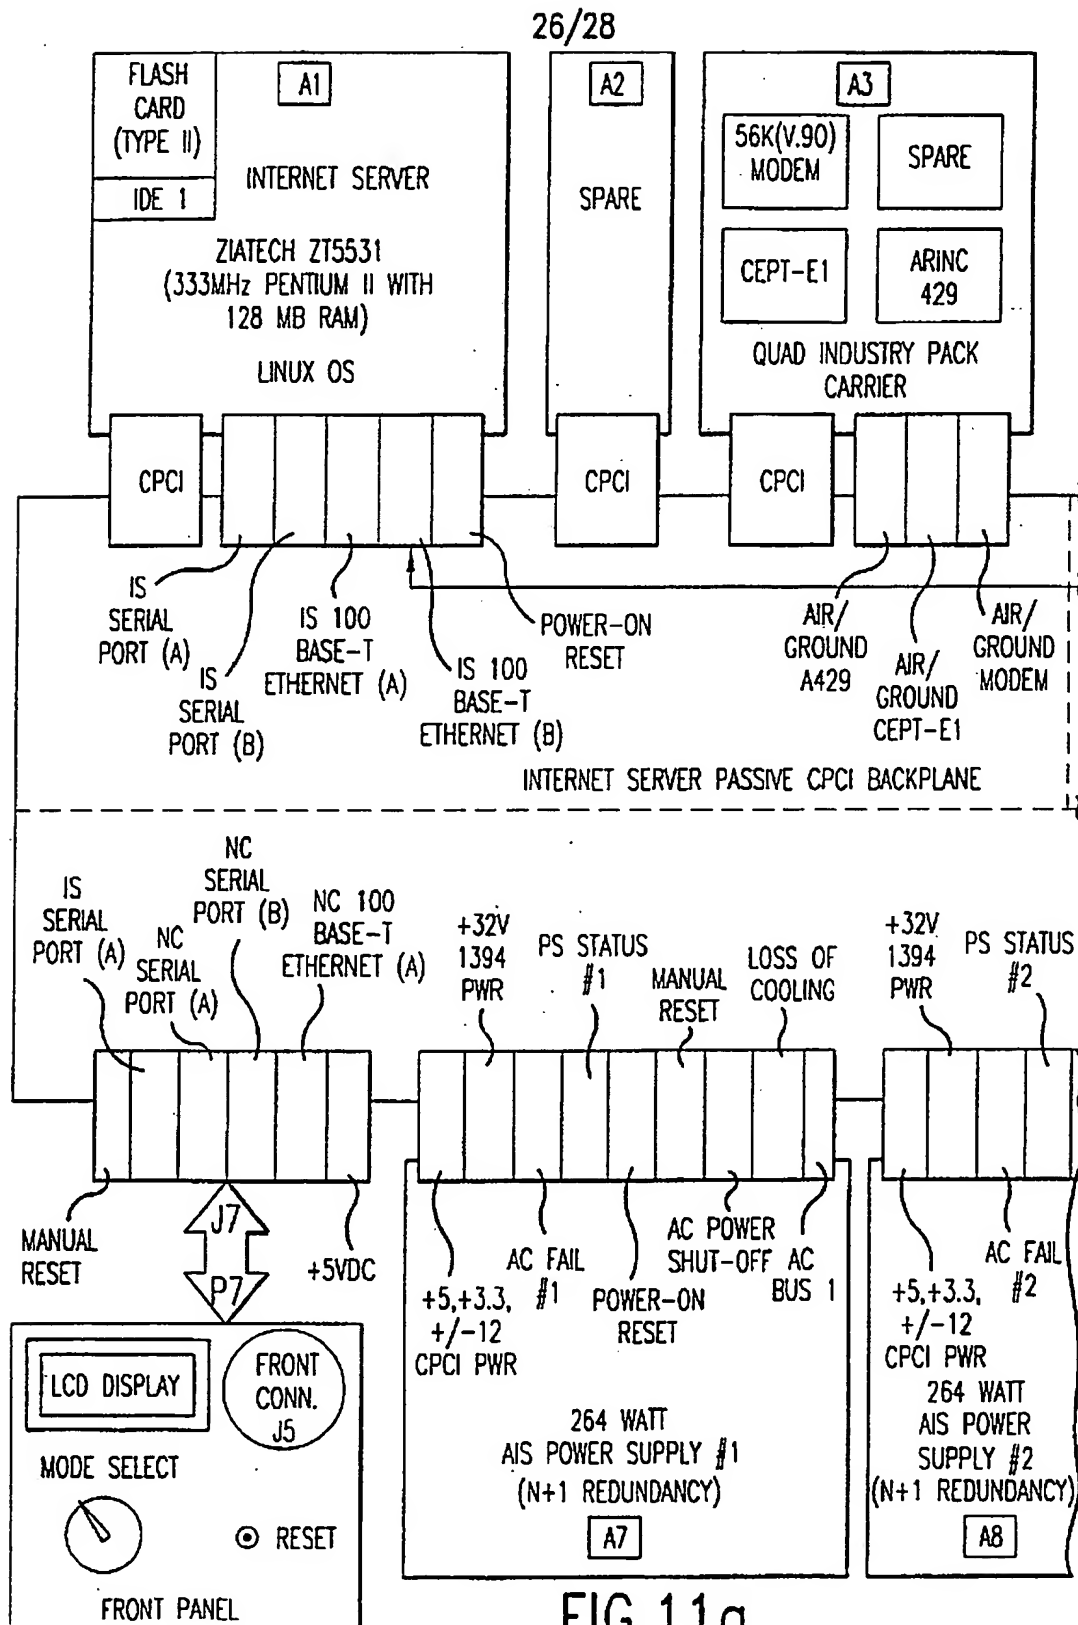 26/28
FLASH
CARD
(TYPE II)
IDE 1
A1
INTERNET SERVER
ZIATECH ZT5531
(333MHz PENTIUM II WITH
128 MB RAM)
LINUX OS
A2
SPARE
A3
56K(V.90)
MODEM
SPARE
CEPT-E1
ARINC
429
QUAD INDUSTRY PACK
CARRIER
CPCI
CPCI
CPCI
IS
SERIAL
PORT (A)
IS
SERIAL
PORT (B)
IS 100
BASE-T
ETHERNET (A)
IS 100
BASE-T
ETHERNET (B)
POWER-ON
RESET
AIR/
GROUND
A429
AIR/
GROUND
CEPT-E1
AIR/
GROUND
MODEM
INTERNET SERVER PASSIVE CPCI BACKPLANE
IS
SERIAL
PORT (A)
NC
SERIAL
PORT (A)
NC
SERIAL
PORT (B)
NC 100
BASE-T
ETHERNET (A)
+32V
1394
PWR
PS STATUS
#1
MANUAL
RESET
LOSS OF
COOLING
+32V
1394
PWR
PS STATUS
#2
MANUAL
RESET
J7
P7
+5VDC
+5,+3.3,
+/-12
CPCI PWR
AC FAIL
#1
POWER-ON
RESET
AC POWER
SHUT-OFF
AC
BUS 1
+5,+3.3,
+/-12
CPCI PWR
AC FAIL
#2
LCD DISPLAY
FRONT
CONN.
J5
MODE SELECT
RESET
FRONT PANEL
264 WATT
AIS POWER SUPPLY #1
(N+1 REDUNDANCY)
A7
264 WATT
AIS POWER
SUPPLY #2
(N+1 REDUNDANCY)
A8
FIG.11a